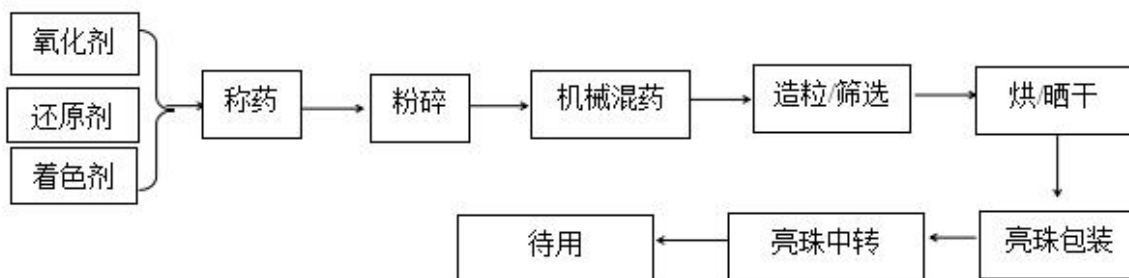 氧化剂
还原剂
着色剂
称药
粉碎
机械混药
造粒/筛选
烘/晒干
亮珠包装
亮珠中转
待用